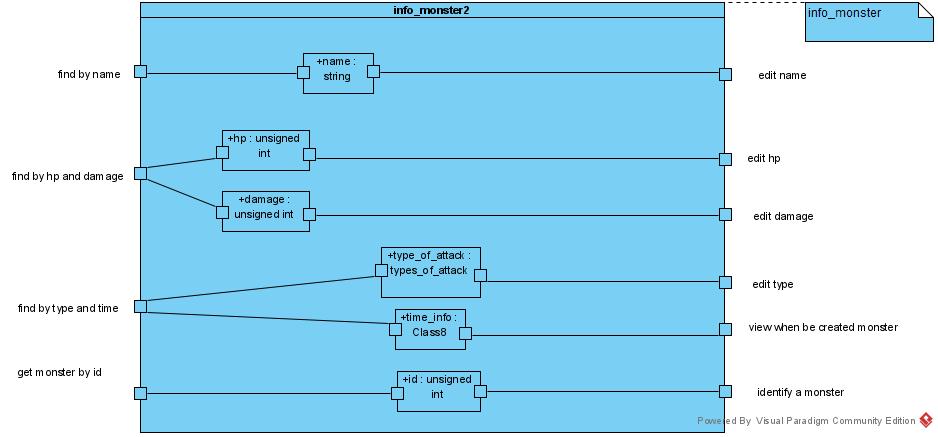 info_monster2
info_monster
find by name
+name :
string
edit name
find by hp and damage
+hp : unsigned
int
edit hp
+damage :
unsigned int
edit damage
find by type and time
+type_of_attack :
types_of_attack
edit type
+time_info :
Class8
view when be created monster
get monster by id
+id : unsigned
int
identify a monster
Powered By Visual Paradigm Community Edition